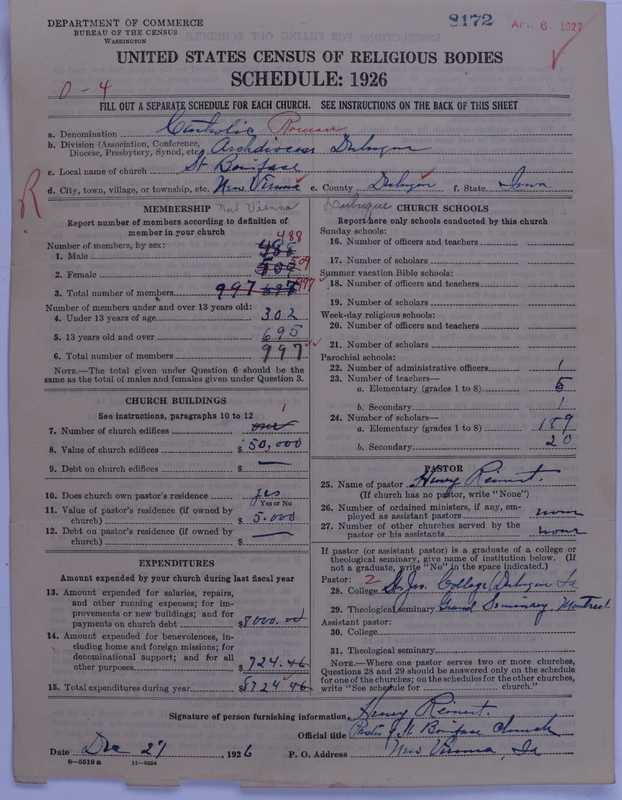 DEPARTMENT OF COMMERCE
BUREAU OF THE CENSUS
WASHINGTON
8172
APR 6 1927
UNITED STATES CENSUS OF RELIGIOUS BODIES
SCHEDULE: 1926
0-4
FILL OUT A SEPARATE SCHEDULE FOR EACH CHURCH. SEE INSTRUCTIONS ON THE BACK OF THIS SHEET
a. Denomination Catholic Roman
b. Division (Association, Conference, Diocese, Presbytery, Synod, etc.) Archdiocese Dubuque
c. Local name of church St Boniface
d. City, town, village, or township, etc. New Vienna e. County Dubuque f. State Iowa
R
New Vienna
Dubuque
MEMBERSHIP
Report number of members according to definition of
member in your church
Number of members, by sex:
488
1. Male 488
2. Female 509
3. Total number of members 997 697 997
Number of members under and over 13 years old:
4. Under 13 years of age 302
5. 13 years old and over 695
6. Total number of members 997
NOTE.—The total given under Question 6 should be
same as the total of males and females given under Question 3.
CHURCH BUILDINGS
See instructions, paragraphs 10 to 12
1
7. Number of church edifices one
8. Value of church edifices $50,000
9. Debt on church edifices $ —
10. Does church own pastor's residence yes
Yes or No
11. Value of pastor's residence (if owned by
church) $ 5.000
12. Debt on pastor's residence (if owned by
church) $ —
EXPENDITURES
Amount expended by your church during last fiscal year
13. Amount expended for salaries, repairs,
and other running expenses; for im-
provements or new buildings; and for
payments on church debt $8000.00
14. Amount expended for benevolences, in-
cluding home and foreign missions; for
denominational support; and for all
other purposes $ 724.46
15. Total expenditures during year $8724 46
CHURCH SCHOOLS
Report here only schools conducted by this church
Sunday schools:
16. Number of officers and teachers
17. Number of scholars
Summer vacation Bible schools:
18. Number of officers and teachers
19. Number of scholars
Week-day religious schools:
20. Number of officers and teachers
21. Number of scholars
Parochial schools:
22. Number of administrative officers 1
23. Number of teachers—
a. Elementary (grades 1 to 8) 5
b. Secondary 1
24. Number of scholars—
a. Elementary (grades 1 to 8) 189
b. Secondary 20
PASTOR
25. Name of pastor Henry Reinert.
(If church has no pastor, write "None")
26. Number of ordained ministers, if any, em-
ployed as assistant pastors none
27. Number of other churches served by the
pastor or his assistants none
If pastor (or assistant pastor) is a graduate of a college or
theological seminary, give name of institution below. (If
not a graduate, write "No" in the space indicated.)
Pastor: 2
28. College St. Jos. College Dubuque Ia
29. Theological seminary Grand Seminary Montreal
Assistant pastor:
30. College
31. Theological seminary
NOTE.—Where one pastor serves two or more churches,
Questions 28 and 29 should be answered only on the schedule
for one of the churches; on the schedules for the other churches,
write "See schedule for church."
Signature of person furnishing information Henry Reinert.
Official title Pastor of St. Boniface Church
Date Dec 27, 1926 P. O. Address New Vienna, Ia
8—5518 a 11—9054